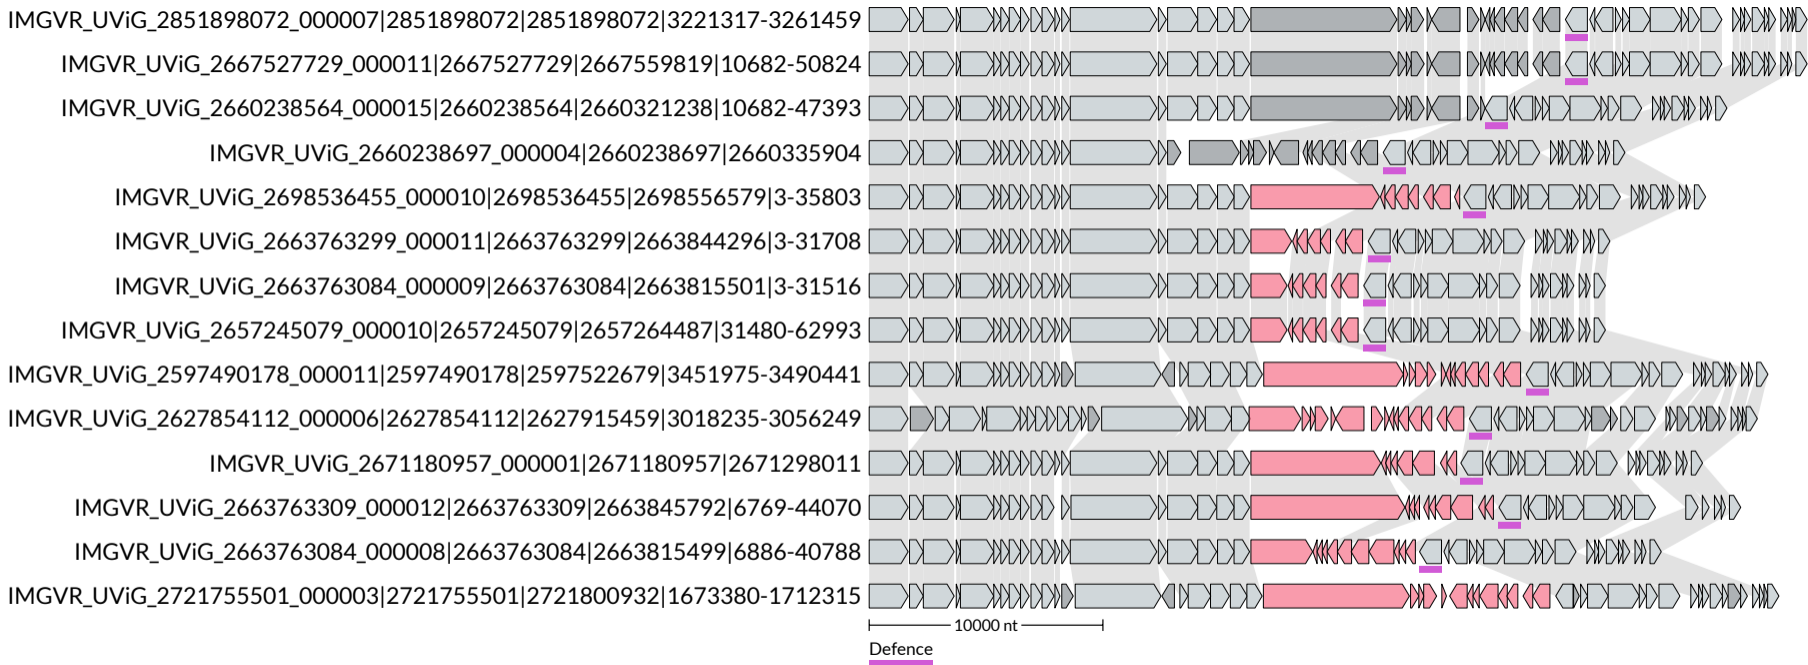 IMGVR_UViG_2851898072_000007|2851898072|2851898072|3221317-3261459
IMGVR_UViG_2667527729_000011|2667527729|2667559819|10682-50824
IMGVR_UViG_2660238564_000015|2660238564|2660321238|10682-47393
IMGVR_UViG_2660238697_000004|2660238697|2660335904
IMGVR_UViG_2698536455_000010|2698536455|2698556579|3-35803
IMGVR_UViG_2663763299_000011|2663763299|2663844296|3-31708
IMGVR_UViG_2663763084_000009|2663763084|2663815501|3-31516
IMGVR_UViG_2657245079_000010|2657245079|2657264487|31480-62993
IMGVR_UViG_2597490178_000011|2597490178|2597522679|3451975-3490441
IMGVR_UViG_2627854112_000006|2627854112|2627915459|3018235-3056249
IMGVR_UViG_2671180957_000001|2671180957|2671298011
IMGVR_UViG_2663763309_000012|2663763309|2663845792|6769-44070
IMGVR_UViG_2663763084_000008|2663763084|2663815499|6886-40788
IMGVR_UViG_2721755501_000003|2721755501|2721800932|1673380-1712315
10000 nt
Defence